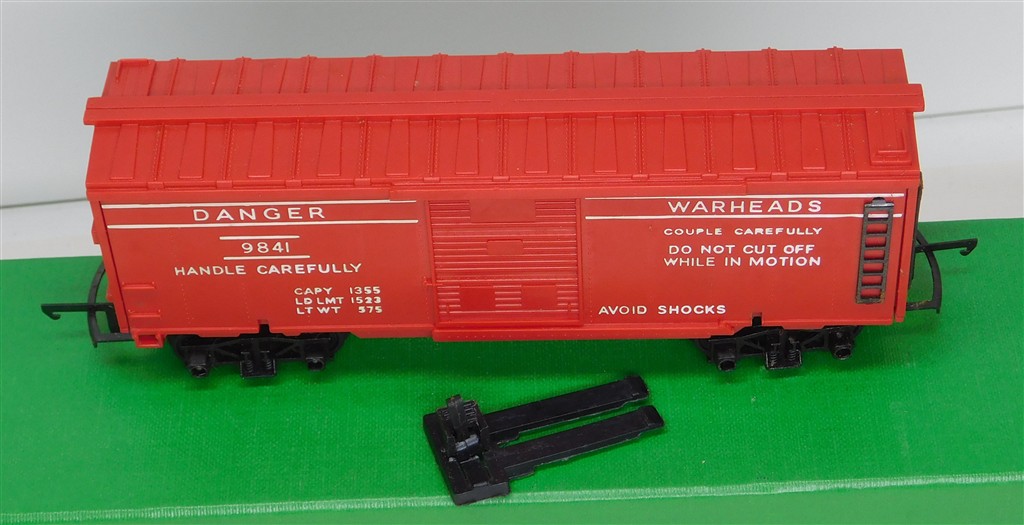 DANGER
9841
HANDLE CAREFULLY
CAPY 1355
LD LMT 1523
LT WT 575
WARHEADS
COUPLE CAREFULLY
DO NOT CUT OFF
WHILE IN MOTION
AVOID SHOCKS